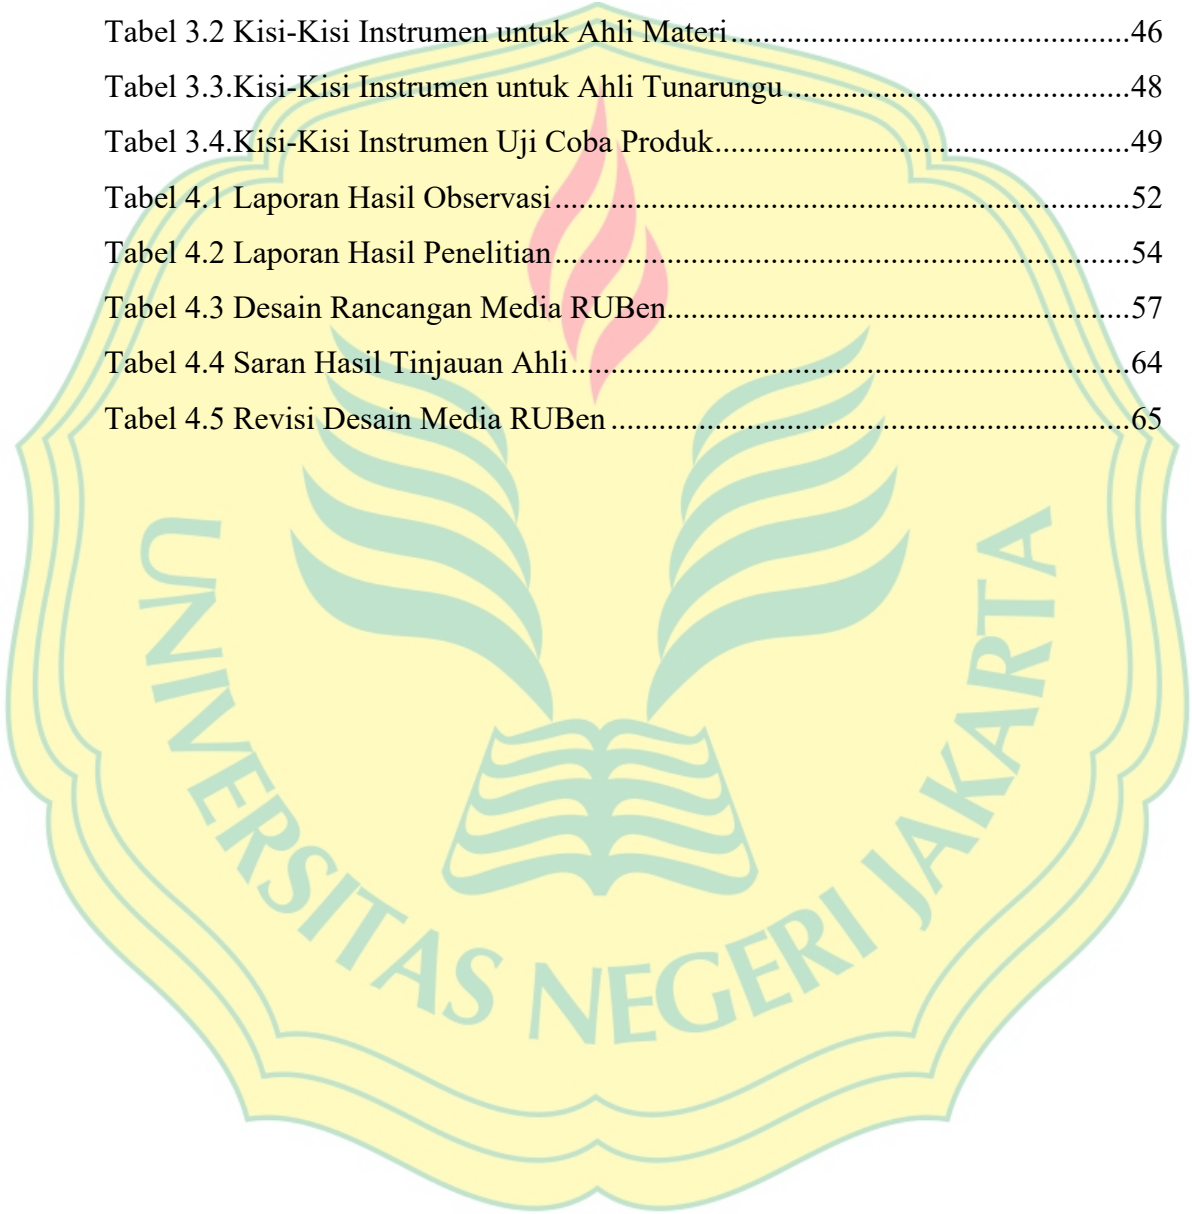 Tabel 3.2 Kisi-Kisi Instrumen untuk Ahli Materi....................................................46
Tabel 3.3.Kisi-Kisi Instrumen untuk Ahli Tunarungu............................................48
Tabel 3.4.Kisi-Kisi Instrumen Uji Coba Produk.....................................................49
Tabel 4.1 Laporan Hasil Observasi.........................................................................52
Tabel 4.2 Laporan Hasil Penelitian.........................................................................54
Tabel 4.3 Desain Rancangan Media RUBen...........................................................57
Tabel 4.4 Saran Hasil Tinjauan Ahli.......................................................................64
Tabel 4.5 Revisi Desain Media RUBen..................................................................65
UNIVERSITAS NEGERI JAKARTA